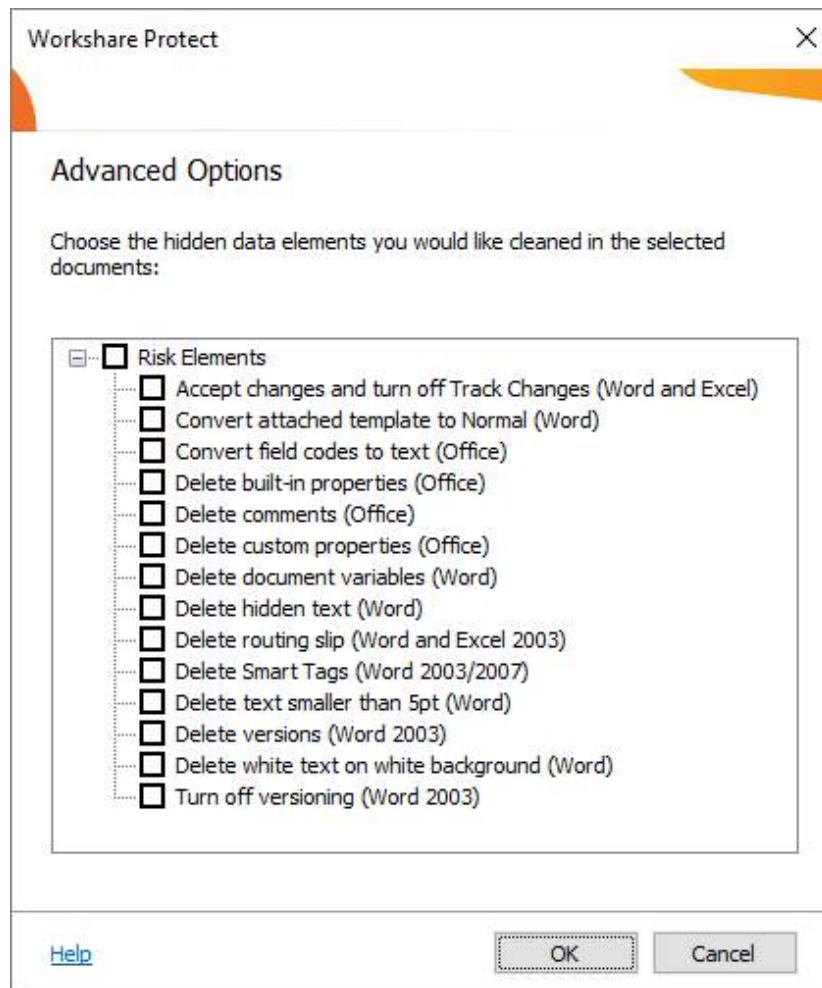 Workshare Protect
Advanced Options
Choose the hidden data elements you would like cleaned in the selected
documents:
Risk Elements
Accept changes and turn off Track Changes (Word and Excel)
Convert attached template to Normal (Word)
Convert field codes to text (Office)
Delete built-in properties (Office)
Delete comments (Office)
Delete custom properties (Office)
Delete document variables (Word)
Delete hidden text (Word)
Delete routing slip (Word and Excel 2003)
Delete Smart Tags (Word 2003/2007)
Delete text smaller than 5pt (Word)
Delete versions (Word 2003)
Delete white text on white background (Word)
Turn off versioning (Word 2003)
Help
OK
Cancel